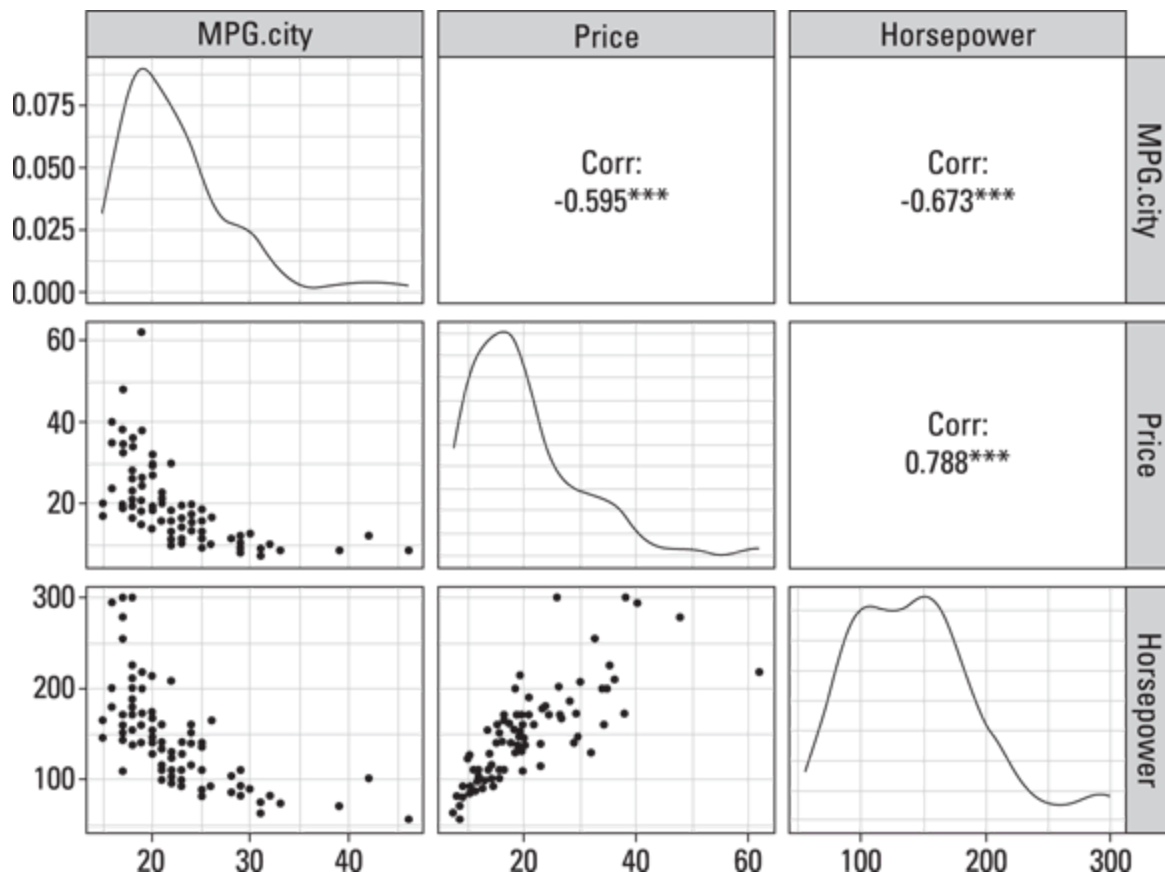 MPG.city Price Horsepower
0.075
0.050
0.025
0.000
Corr:
-0.595***
Corr:
-0.673***
MPG.city
60
40
20
Corr:
0.788***
Price
300
200
100
Horsepower
20 30 40
20 40 60
100 200 300